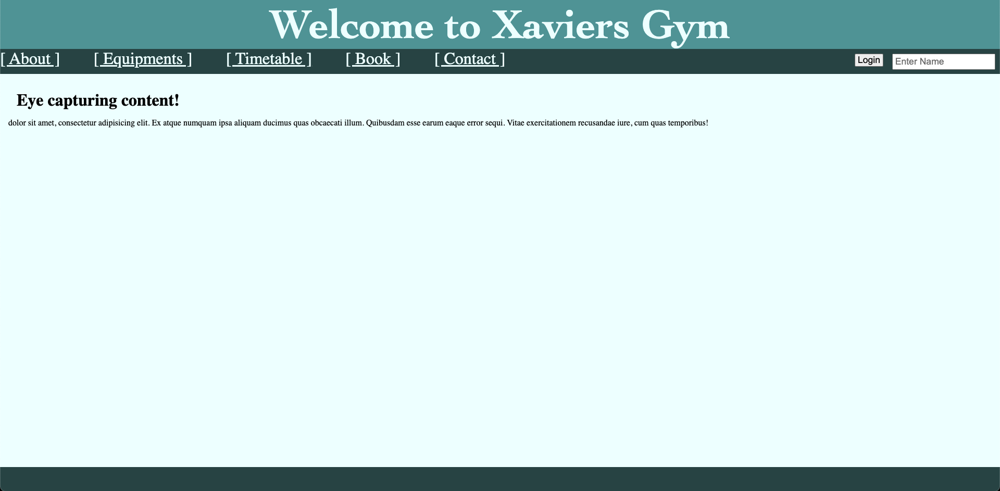 Welcome to Xaviers Gym
[ About ] [ Equipments ] [ Timetable ] [ Book ] [ Contact ] Login Enter Name
Eye capturing content!
dolor sit amet, consectetur adipisicing elit. Ex atque numquam ipsa aliquam ducimus quas obcaecati illum. Quibusdam esse earum eaque error sequi. Vitae exercitationem recusandae iure, cum quas temporibus!